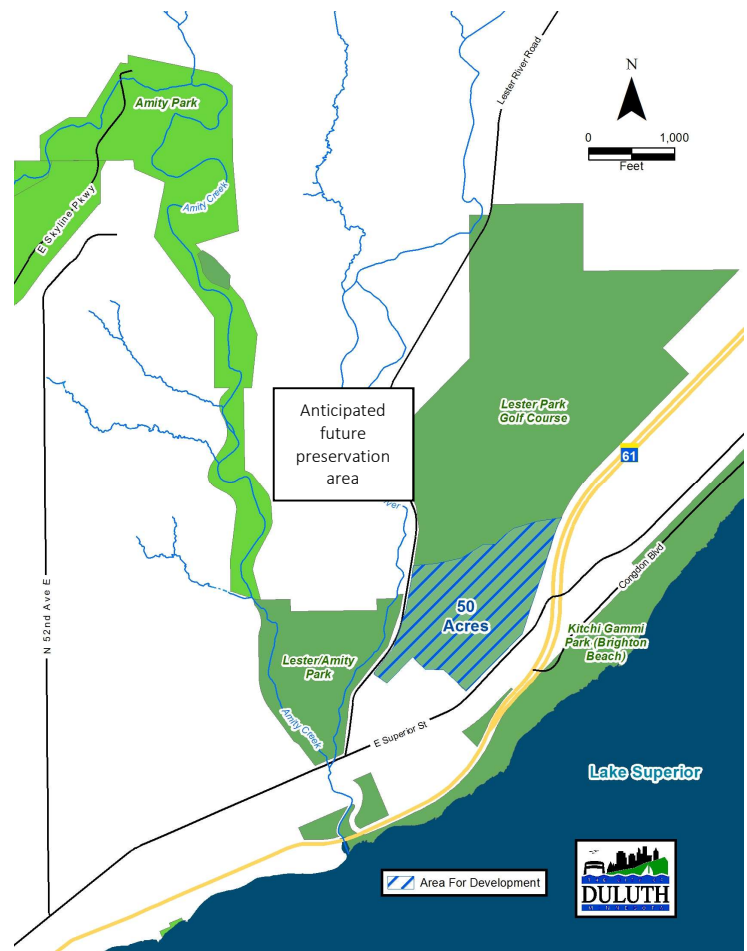 Lester River Road
Amity Park
N
0 1,000
Feet
E Skyline Pkwy
Amity Creek
Anticipated
future
preservation
area
Lester Park
Golf Course
61
50
Acres
Congdon Blvd
Kitchi Gammi
Park (Brighton
Beach)
N 52nd Ave E
Lester/Amity
Park
Amity Creek
E Superior St
Lake Superior
Area For Development
DULUTH